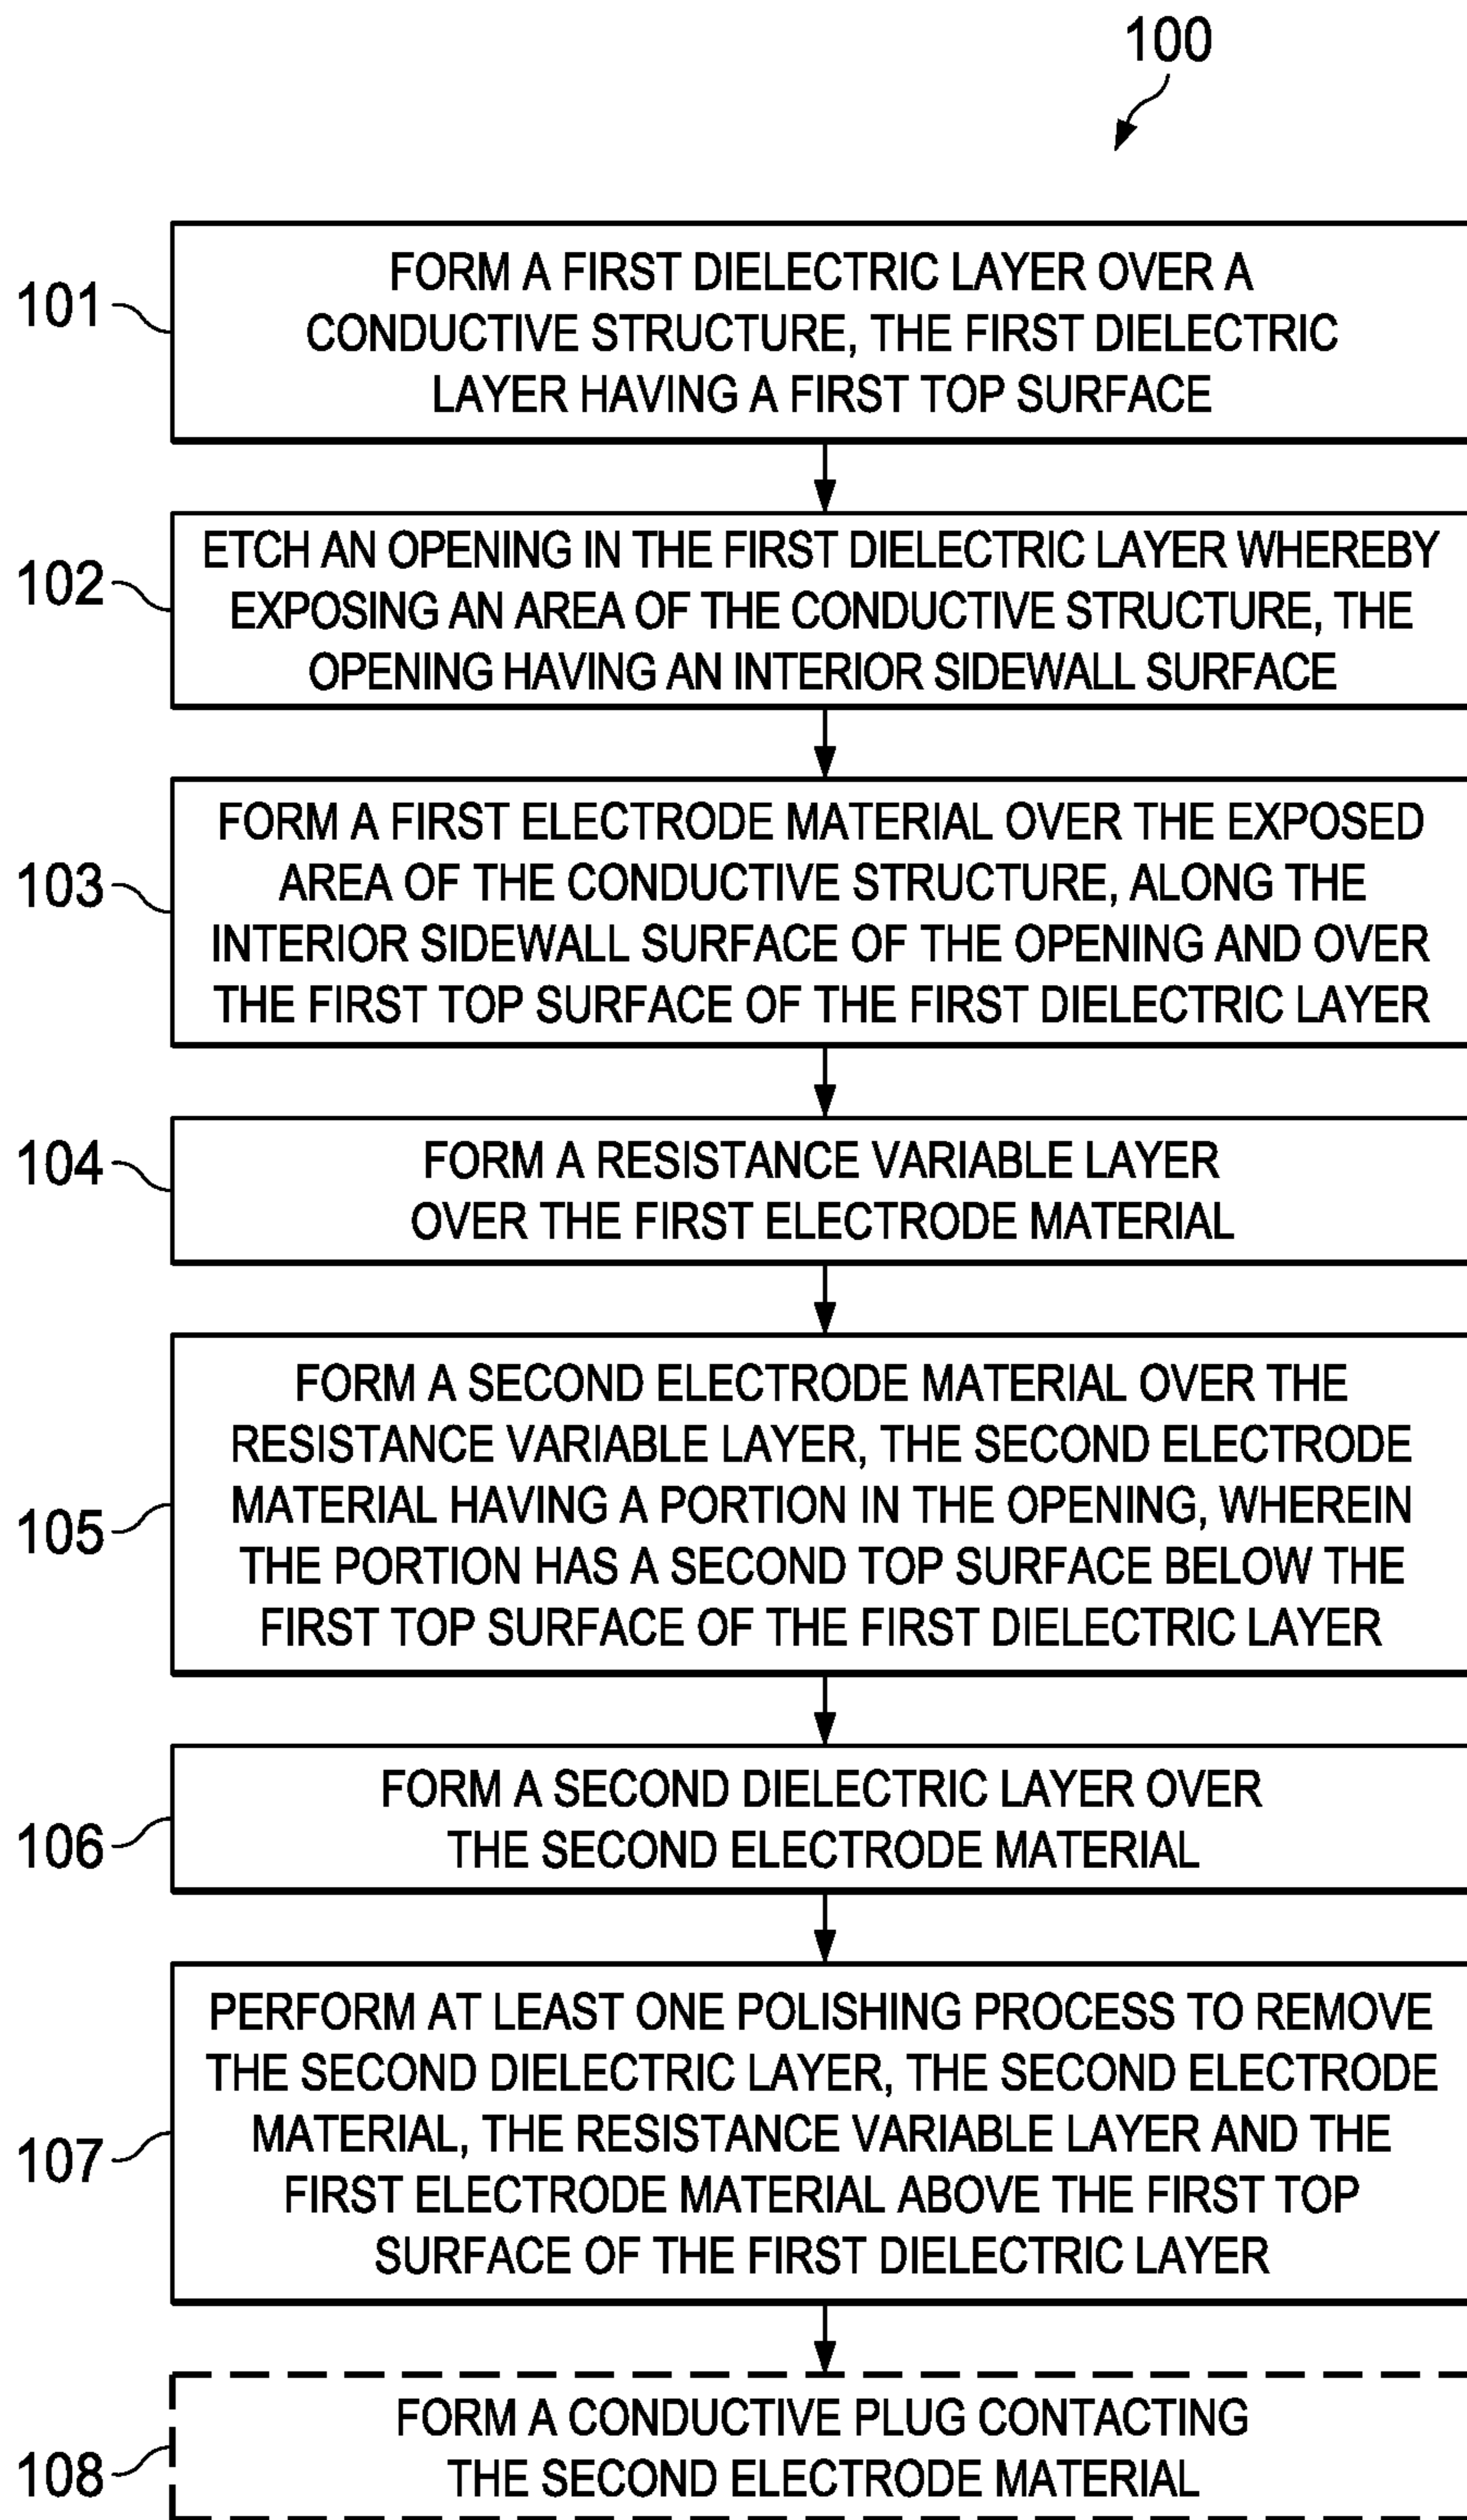 100
101
FORM A FIRST DIELECTRIC LAYER OVER A
CONDUCTIVE STRUCTURE, THE FIRST DIELECTRIC
LAYER HAVING A FIRST TOP SURFACE
102
ETCH AN OPENING IN THE FIRST DIELECTRIC LAYER WHEREBY
EXPOSING AN AREA OF THE CONDUCTIVE STRUCTURE, THE
OPENING HAVING AN INTERIOR SIDEWALL SURFACE
103
FORM A FIRST ELECTRODE MATERIAL OVER THE EXPOSED
AREA OF THE CONDUCTIVE STRUCTURE, ALONG THE
INTERIOR SIDEWALL SURFACE OF THE OPENING AND OVER
THE FIRST TOP SURFACE OF THE FIRST DIELECTRIC LAYER
104
FORM A RESISTANCE VARIABLE LAYER
OVER THE FIRST ELECTRODE MATERIAL
105
FORM A SECOND ELECTRODE MATERIAL OVER THE
RESISTANCE VARIABLE LAYER, THE SECOND ELECTRODE
MATERIAL HAVING A PORTION IN THE OPENING, WHEREIN
THE PORTION HAS A SECOND TOP SURFACE BELOW THE
FIRST TOP SURFACE OF THE FIRST DIELECTRIC LAYER
106
FORM A SECOND DIELECTRIC LAYER OVER
THE SECOND ELECTRODE MATERIAL
107
PERFORM AT LEAST ONE POLISHING PROCESS TO REMOVE
THE SECOND DIELECTRIC LAYER, THE SECOND ELECTRODE
MATERIAL, THE RESISTANCE VARIABLE LAYER AND THE
FIRST ELECTRODE MATERIAL ABOVE THE FIRST TOP
SURFACE OF THE FIRST DIELECTRIC LAYER
108
FORM A CONDUCTIVE PLUG CONTACTING
THE SECOND ELECTRODE MATERIAL